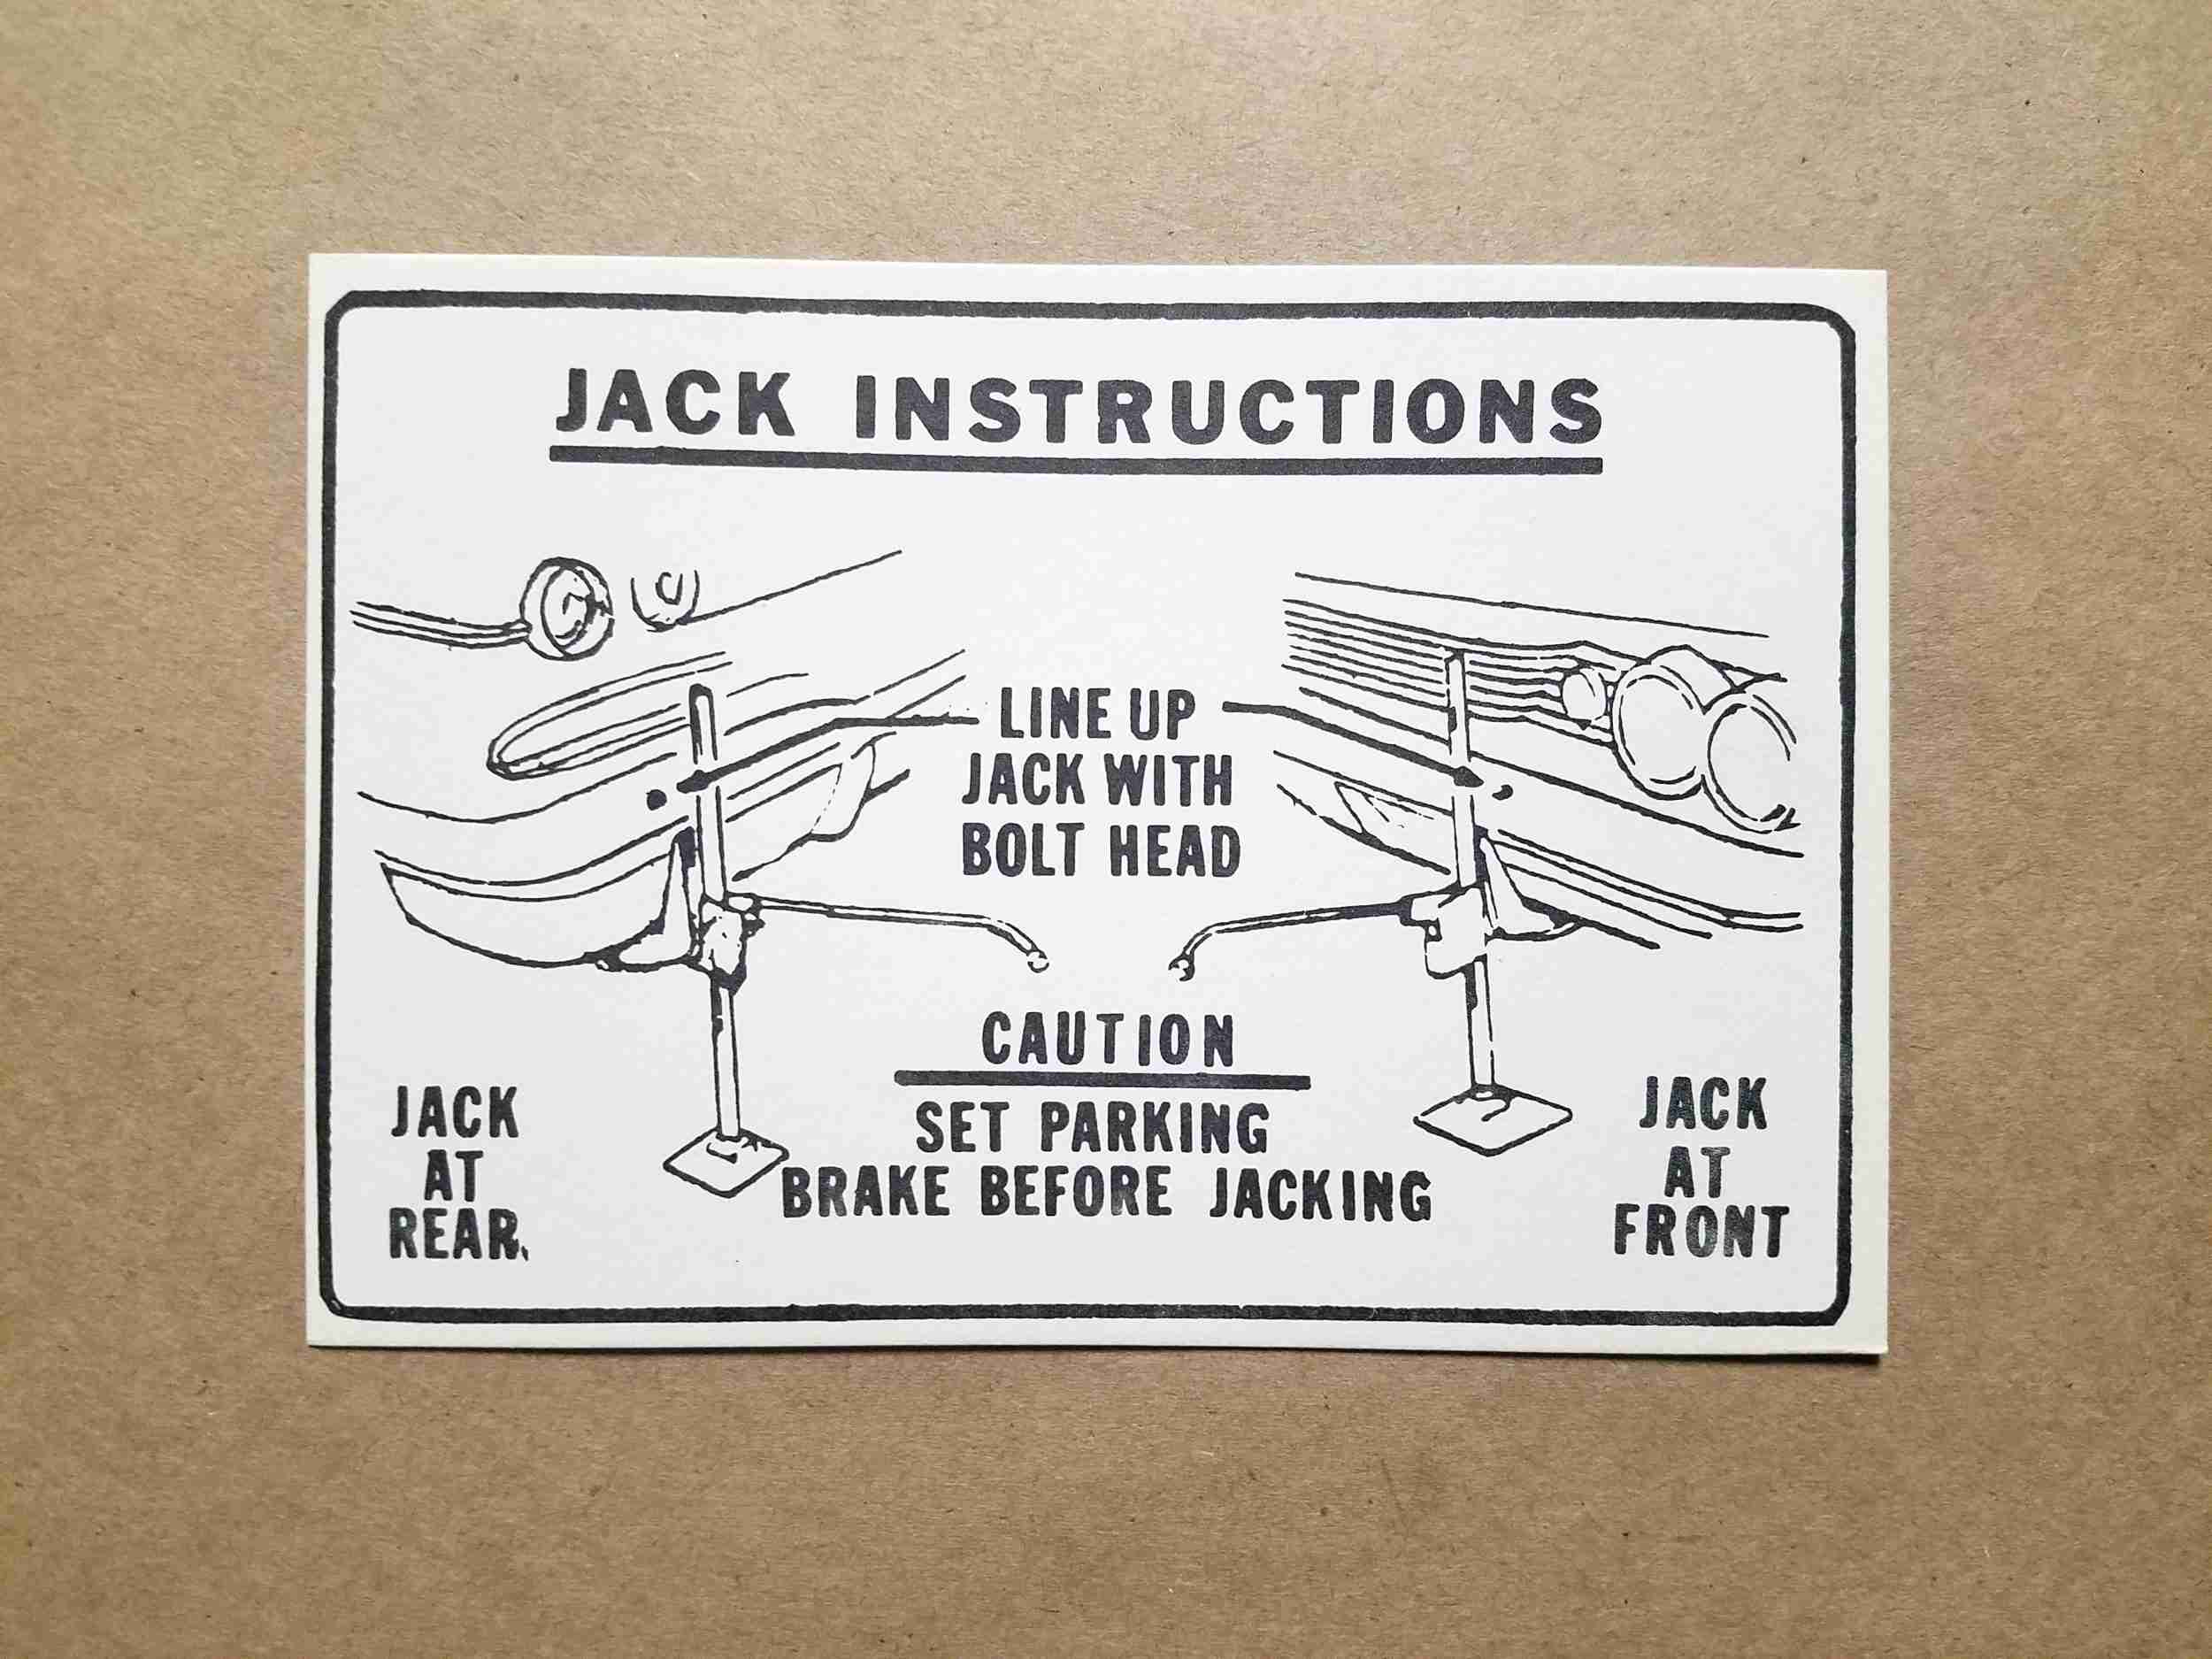 JACK INSTRUCTIONS
LINE UP
JACK WITH
BOLT HEAD
CAUTION
SET PARKING
BRAKE BEFORE JACKING
JACK
AT
REAR.
JACK
AT
FRONT